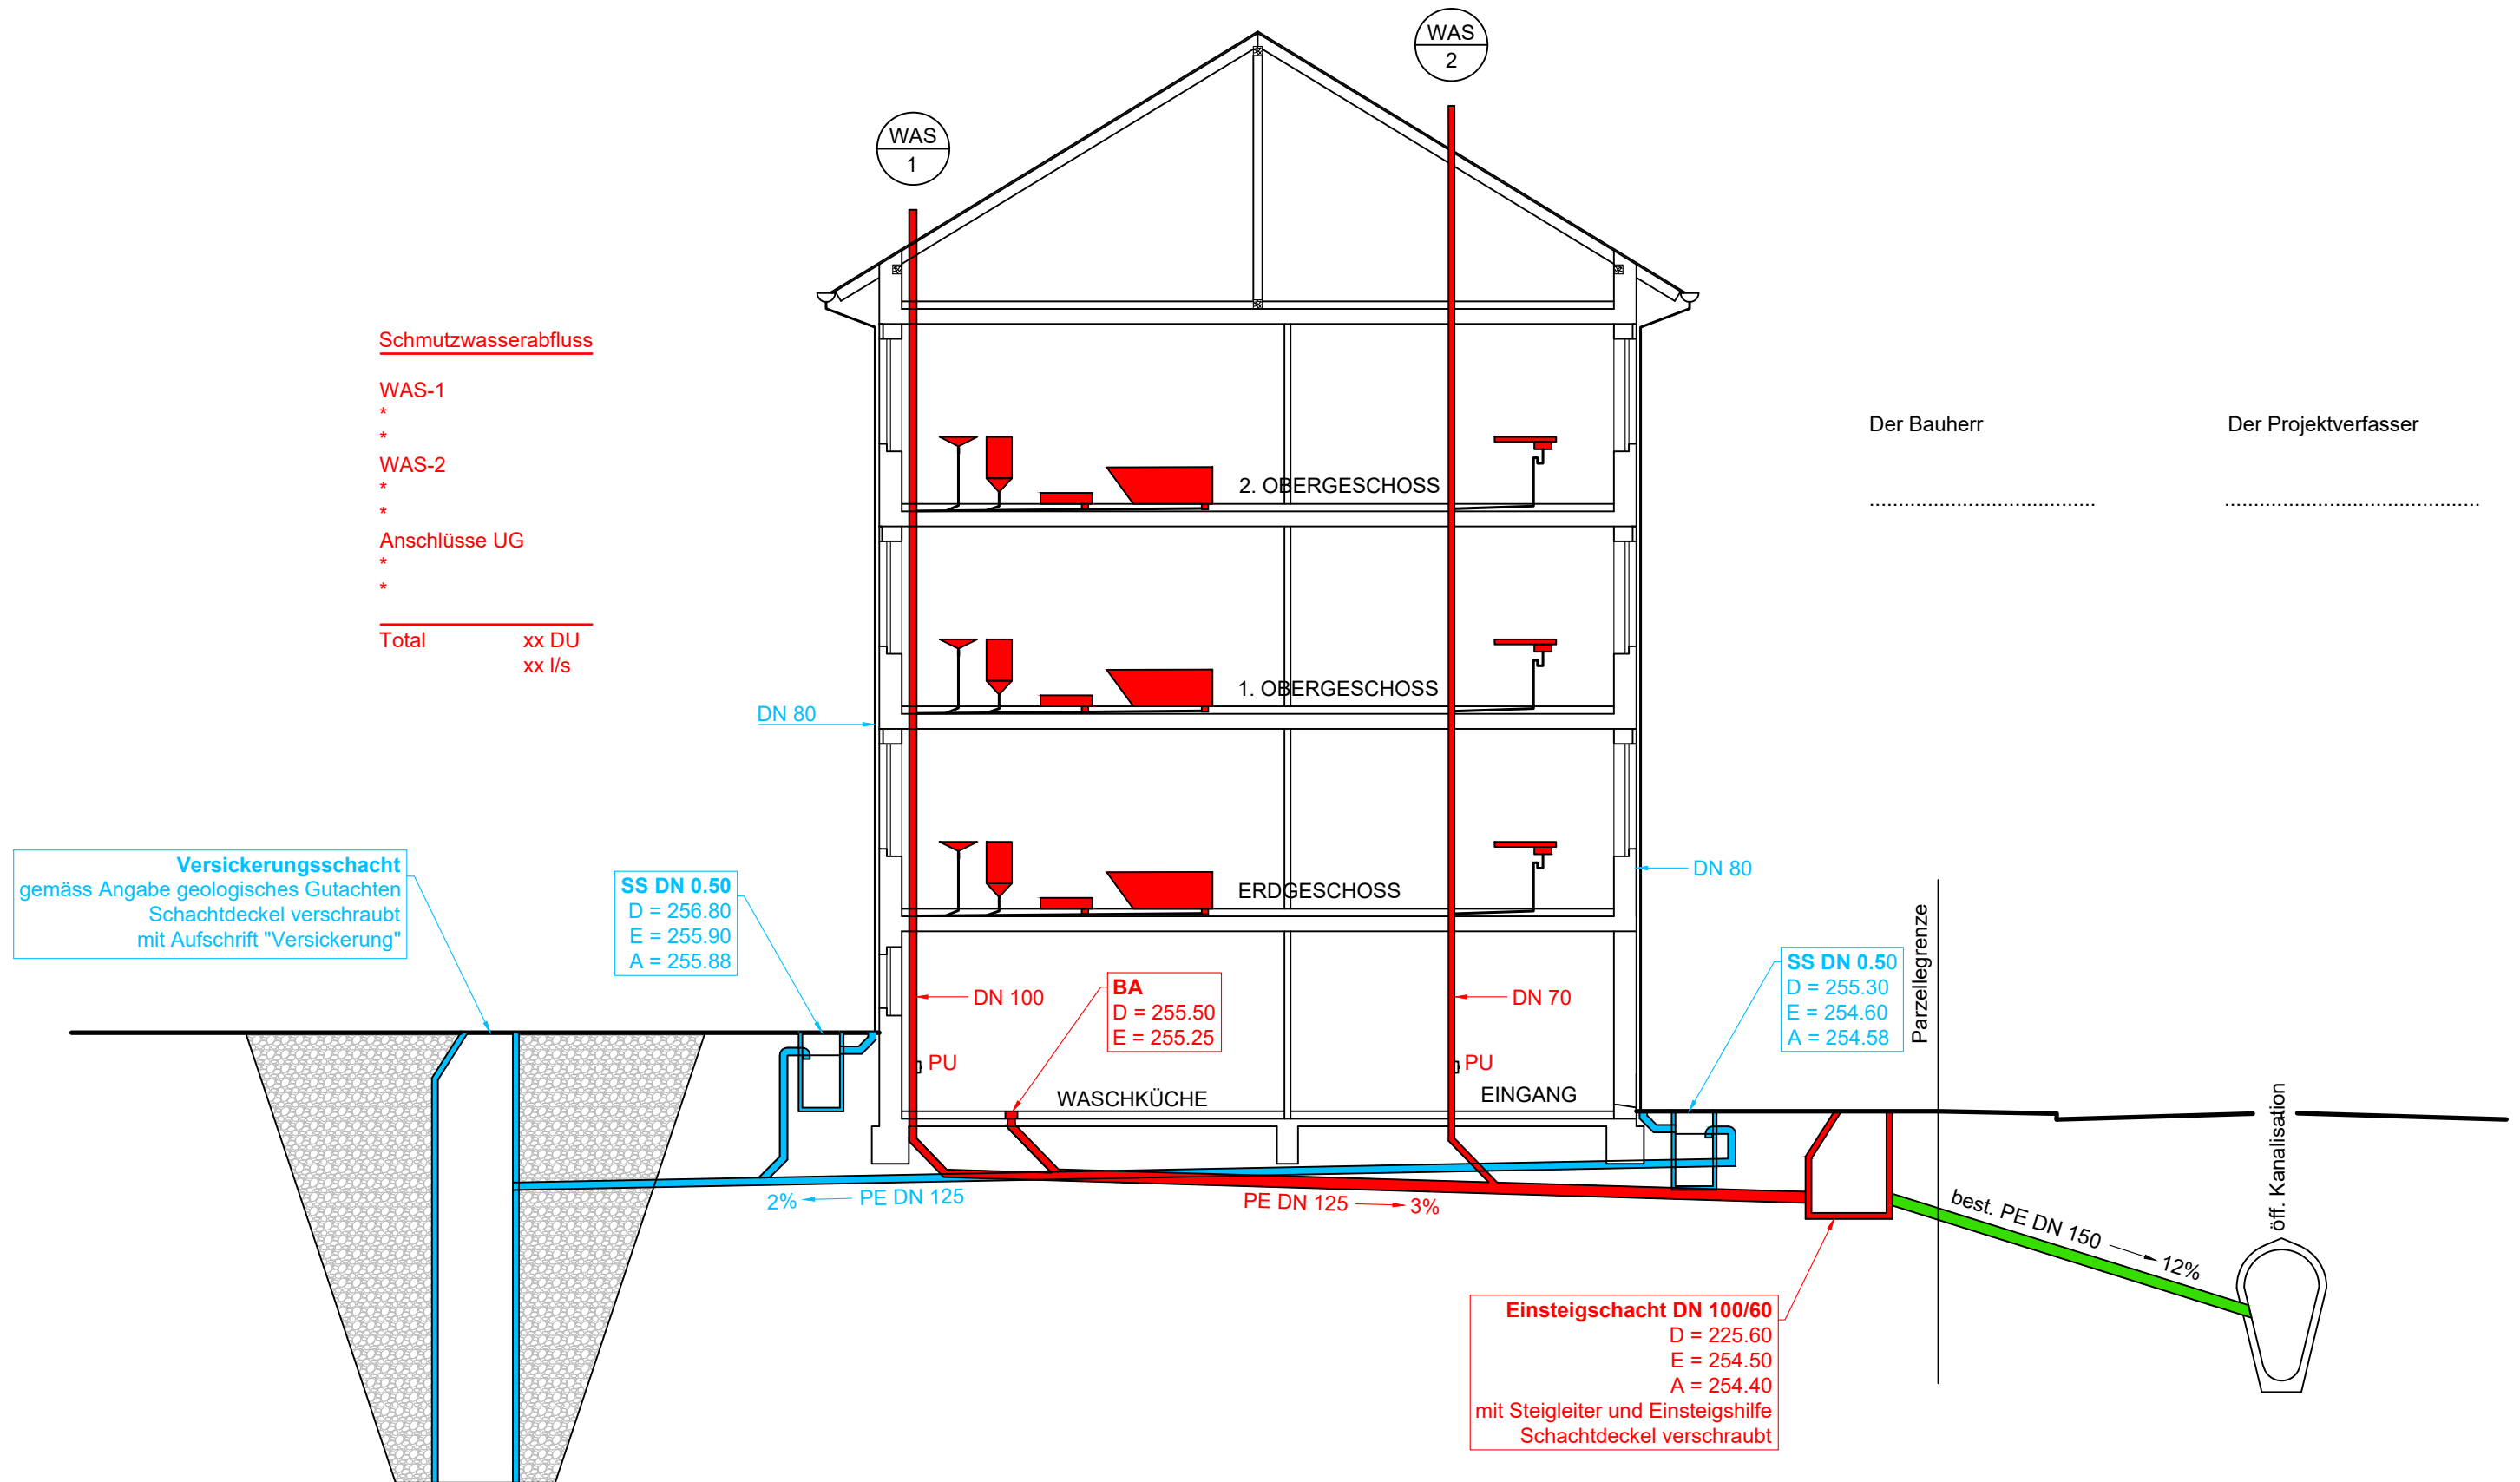 WAS
2
WAS
1
Schmutzwasserabfluss
WAS-1
*
*
WAS-2
*
*
Anschlüsse UG
*
*
Total xx DU
xx l/s
Der Bauherr
Der Projektverfasser
......................................
...........................................
2. OBERGESCHOSS
1. OBERGESCHOSS
ERDGESCHOSS
DN 80
DN 80
Versickerungsschacht
gemäss Angabe geologisches Gutachten
Schachtdeckel verschraubt
mit Aufschrift "Versickerung"
SS DN 0.50
D = 256.80
E = 255.90
A = 255.88
DN 100
BA
D = 255.50
E = 255.25
DN 70
SS DN 0.50
D = 255.30
E = 254.60
A = 254.58
Parzellegrenze
PU
PU
WASCHKÜCHE
EINGANG
öff. Kanalisation
2%
PE DN 125
PE DN 125
3%
best. PE DN 150
12%
Einsteigschacht DN 100/60
D = 225.60
E = 254.50
A = 254.40
mit Steigleiter und Einsteigshilfe
Schachtdeckel verschraubt